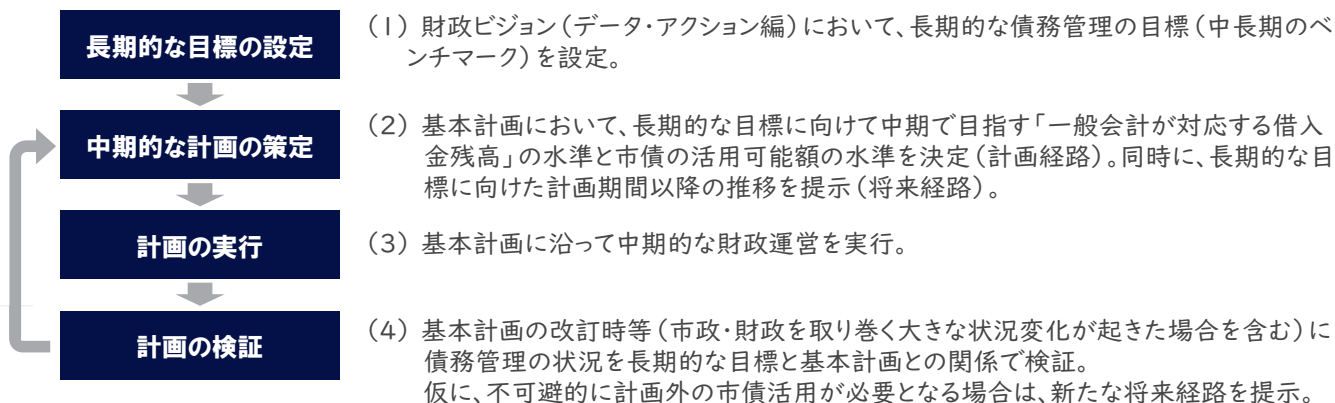 長期的な目標の設定
(1) 財政ビジョン(データ・アクション編)において、長期的な債務管理の目標(中長期のベ
ンチマーク)を設定。
中期的な計画の策定
(2) 基本計画において、長期的な目標に向けて中期で目指す「一般会計が対応する借入
金残高」の水準と市債の活用可能額の水準を決定(計画経路)。同時に、長期的な目
標に向けた計画期間以降の推移を提示(将来経路)。
計画の実行
(3) 基本計画に沿って中期的な財政運営を実行。
計画の検証
(4) 基本計画の改訂時等(市政・財政を取り巻く大きな状況変化が起きた場合を含む)に
債務管理の状況を長期的な目標と基本計画との関係で検証。
仮に、不可避的に計画外の市債活用が必要となる場合は、新たな将来経路を提示。